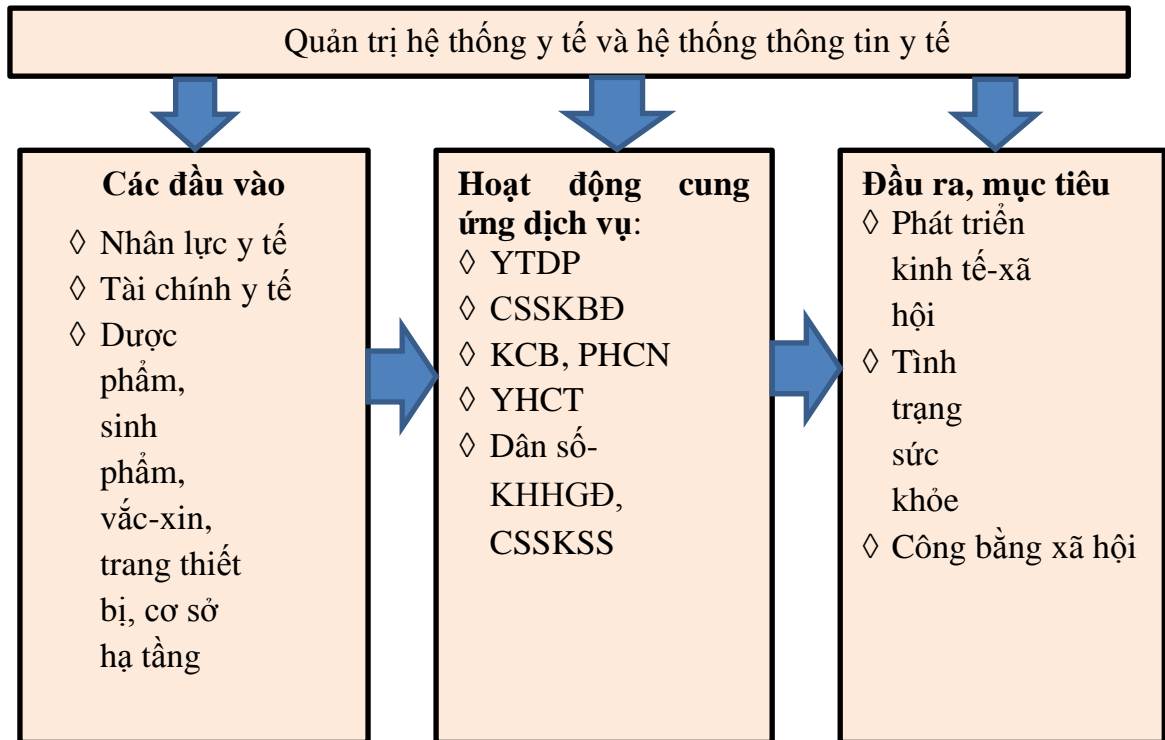 Quản trị hệ thống y tế và hệ thống thông tin y tế
Các đầu vào
◊ Nhân lực y tế
◊ Tài chính y tế
◊ Dược
phẩm,
sinh
phẩm,
vắc-xin,
trang thiết
bị, cơ sở
hạ tầng
Hoạt động cung
ứng dịch vụ:
◊ YTDP
◊ CSSKBĐ
◊ KCB, PHCN
◊ YHCT
◊ Dân số-
KHHGĐ,
CSSKSS
Đầu ra, mục tiêu
◊ Phát triển
kinh tế-xã
hội
◊ Tình
trạng
sức
khỏe
◊ Công bằng xã hội